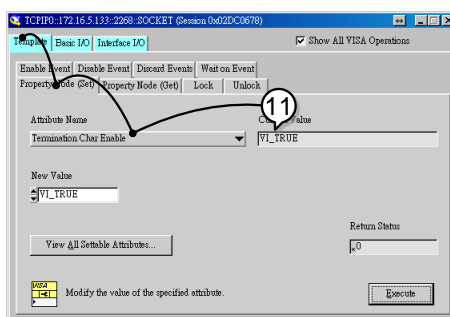 TCPIP0::172.16.5.133::2268::SOCKET (Session 0x02DC0678)
Template Basic I/O Interface I/O Show All VISA Operations
Enable Event Disable Event Discard Events Wait on Event
Property Node (Set) Property Node (Get) Lock Unlock
11
Attribute Name Value
Termination Char Enable VI_TRUE
New Value
VI_TRUE
Return Status
View All Settable Attributes... x0
VISA
Modify the value of the specified attribute. Execute